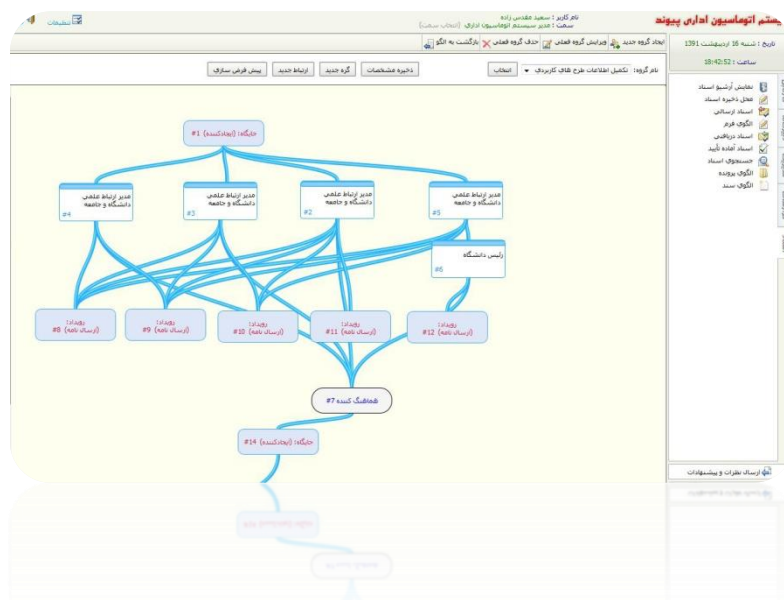 سیستم اتوماسیون اداری پیوند
نام کاربر : سعید مقدس زاده
سمت : مدیر سیستم اتوماسیون اداری (انتخاب سمت)
تنظیمات
تاریخ : شنبه 16 اردیبهشت 1391
ساعت : 18:42:52
ایجاد گروه جدید
ویرایش گروه فعلی
حذف گروه فعلی
بازگشت به الگو
نام گروه: تکمیل اطلاعات طرح های کاربردی
انتخاب
ذخیره مشخصات
گره جدید
ارتباط جدید
پیش فرض سازی
نمایش آرشیو اسناد
محل ذخیره اسناد
اسناد ارسالی
الگوی فرم
اسناد دریافتی
اسناد آماده تأیید
جستجوی اسناد
الگوی پرونده
الگوی سند
جایگاه: (ایجادکننده) #1
مدیر ارتباط علمی دانشگاه و جامعه
#5
مدیر ارتباط علمی دانشگاه و جامعه
#2
مدیر ارتباط علمی دانشگاه و جامعه
#3
مدیر ارتباط علمی دانشگاه و جامعه
#4
رئیس دانشگاه
#6
رویداد:
(ارسال نامه) #12
رویداد:
(ارسال نامه) #11
رویداد:
(ارسال نامه) #10
رویداد:
(ارسال نامه) #9
رویداد:
(ارسال نامه) #8
هماهنگ کننده #7
جایگاه: (ایجادکننده) #14
ارسال نظرات و پیشنهادات